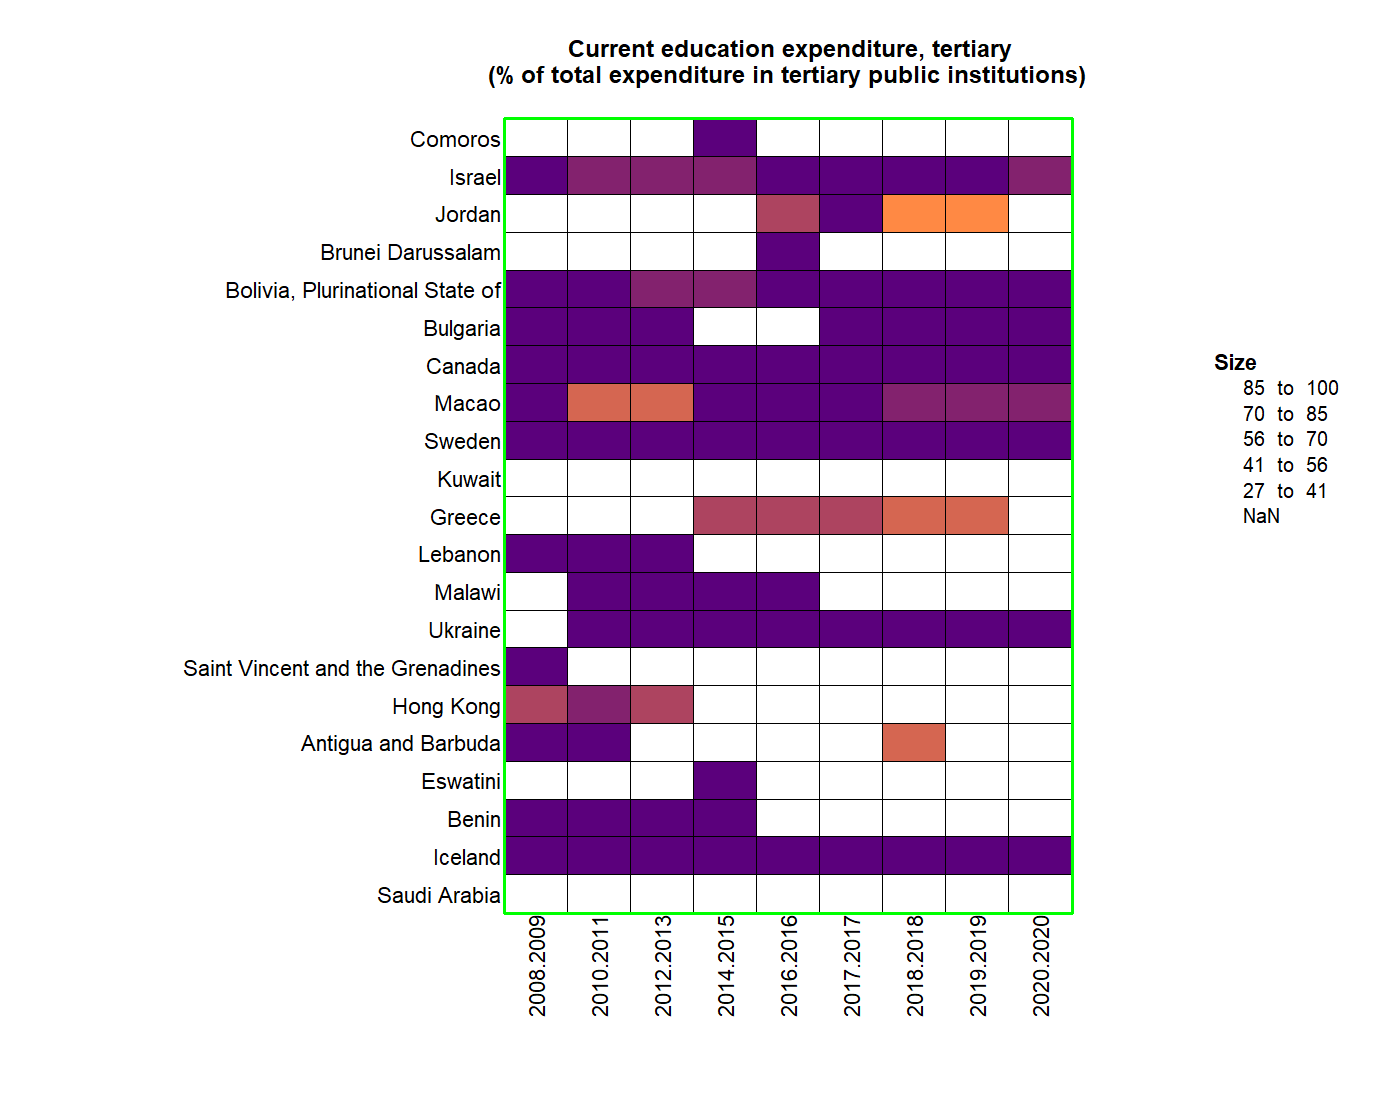 Current education expenditure, tertiary
(% of total expenditure in tertiary public institutions)
Comoros
Israel
Jordan
Brunei Darussalam
Bolivia, Plurinational State of
Bulgaria
Canada
Macao
Sweden
Kuwait
Greece
Lebanon
Malawi
Ukraine
Saint Vincent and the Grenadines
Hong Kong
Antigua and Barbuda
Eswatini
Benin
Iceland
Saudi Arabia
2008.2009
2010.2011
2012.2013
2014.2015
2016.2016
2017.2017
2018.2018
2019.2019
2020.2020
Size
85 to 100
70 to 85
56 to 70
41 to 56
27 to 41
NaN